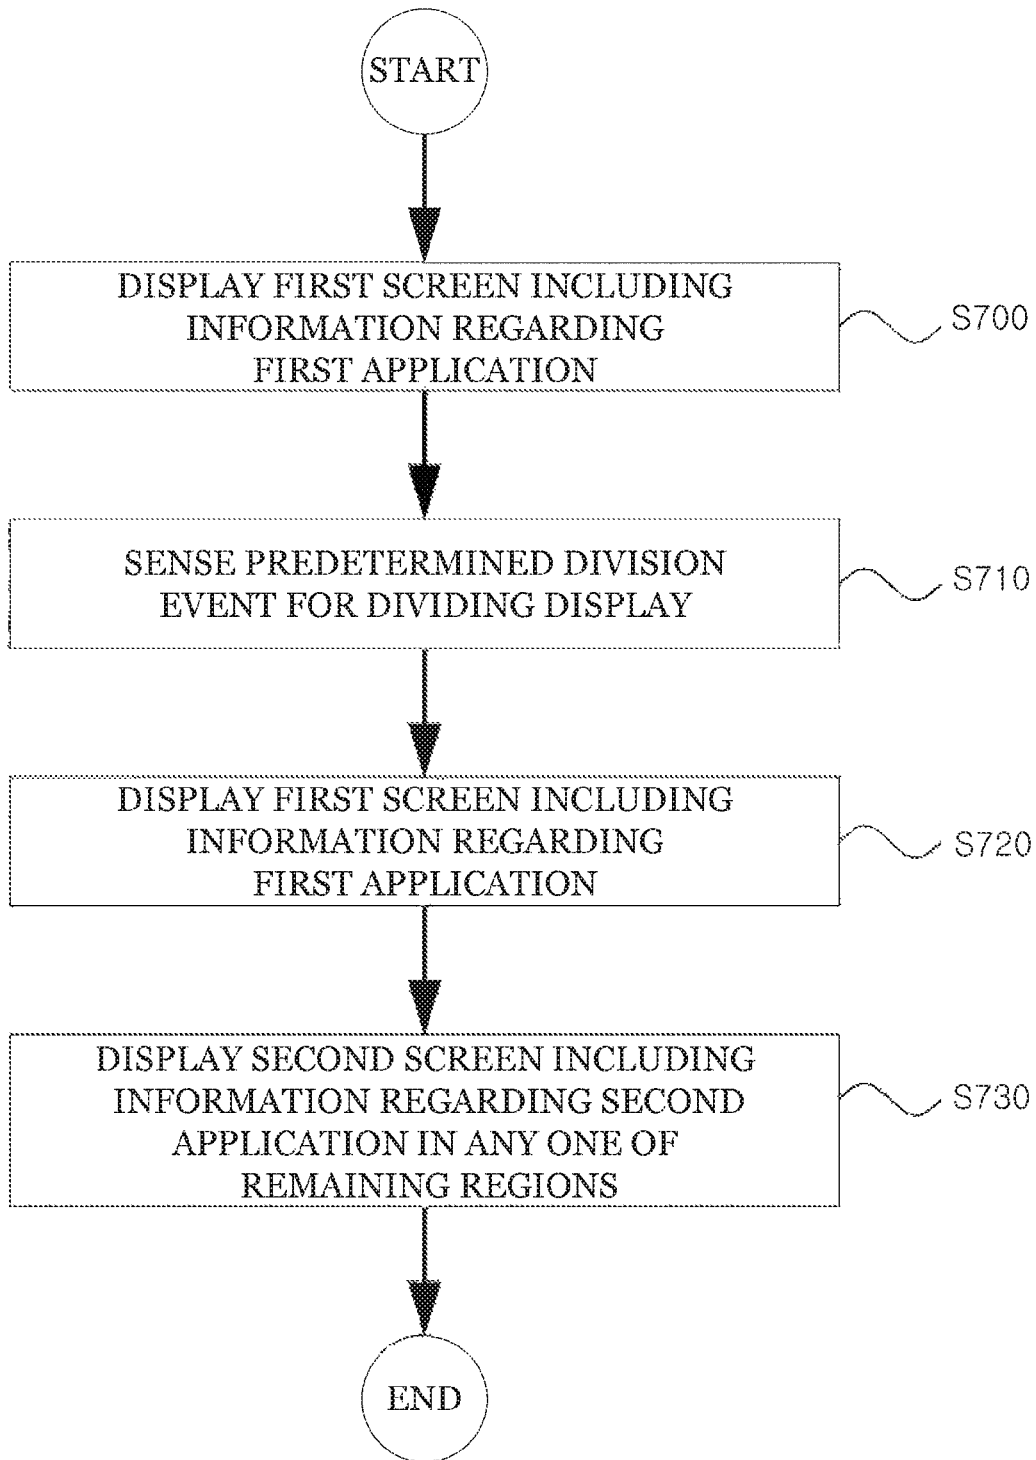 START
DISPLAY FIRST SCREEN INCLUDING
INFORMATION REGARDING
FIRST APPLICATION
S700
SENSE PREDETERMINED DIVISION
EVENT FOR DIVIDING DISPLAY
S710
DISPLAY FIRST SCREEN INCLUDING
INFORMATION REGARDING
FIRST APPLICATION
S720
DISPLAY SECOND SCREEN INCLUDING
INFORMATION REGARDING SECOND
APPLICATION IN ANY ONE OF
REMAINING REGIONS
S730
END